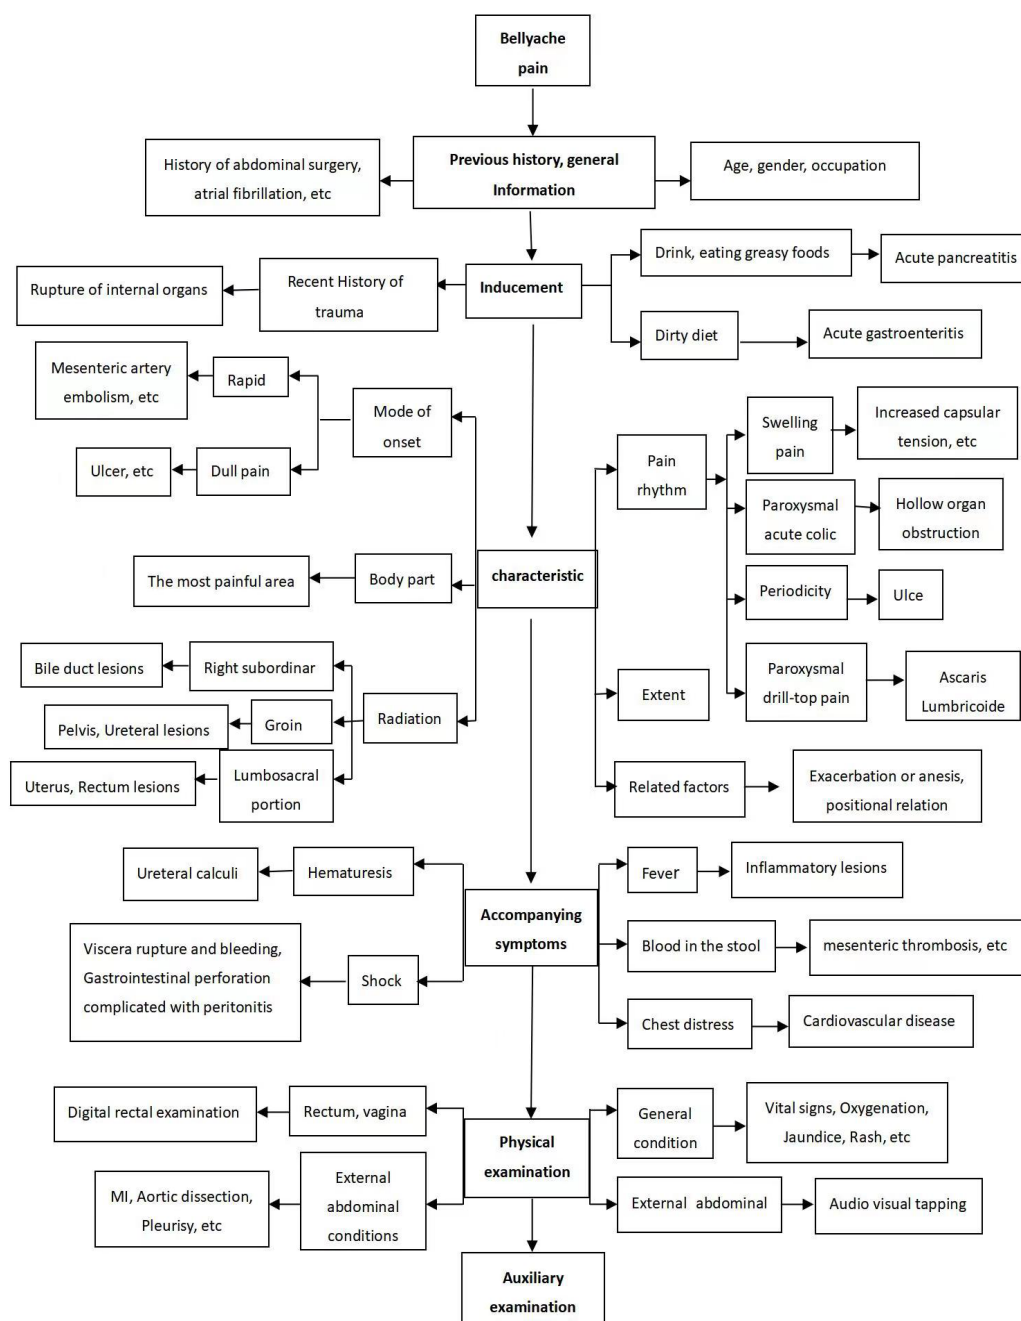 Bellyache
pain
History of abdominal surgery,
atrial fibrillation, etc
Previous history, general
Information
Age, gender, occupation
Rupture of internal organs
Recent History of
trauma
Inducement
Drink, eating greasy foods
Acute pancreatitis
Dirty diet
Acute gastroenteritis
Mesenteric artery
embolism, etc
Rapid
Mode of
onset
Ulcer, etc
Dull pain
Pain
rhythm
Swelling
pain
Increased capsular
tension, etc
Paroxysmal
acute colic
Hollow organ
obstruction
The most painful area
Body part
characteristic
Periodicity
Ulce
Bile duct lesions
Right subordinar
Pelvis, Ureteral lesions
Groin
Radiation
Uterus, Rectum lesions
Lumbosacral
portion
Extent
Paroxysmal
drill-top pain
Ascaris
Lumbricoide
Related factors
Exacerbation or anesis,
positional relation
Ureteral calculi
Hematuresis
Accompanying
symptoms
Fever
Inflammatory lesions
Viscera rupture and bleeding,
Gastrointestinal perforation
complicated with peritonitis
Shock
Blood in the stool
mesenteric thrombosis, etc
Chest distress
Cardiovascular disease
Digital rectal examination
Rectum, vagina
Physical
examination
General
condition
Vital signs, Oxygenation,
Jaundice, Rash, etc
MI, Aortic dissection,
Pleurisy, etc
External
abdominal
conditions
External abdominal
Audio visual tapping
Auxiliary
examination